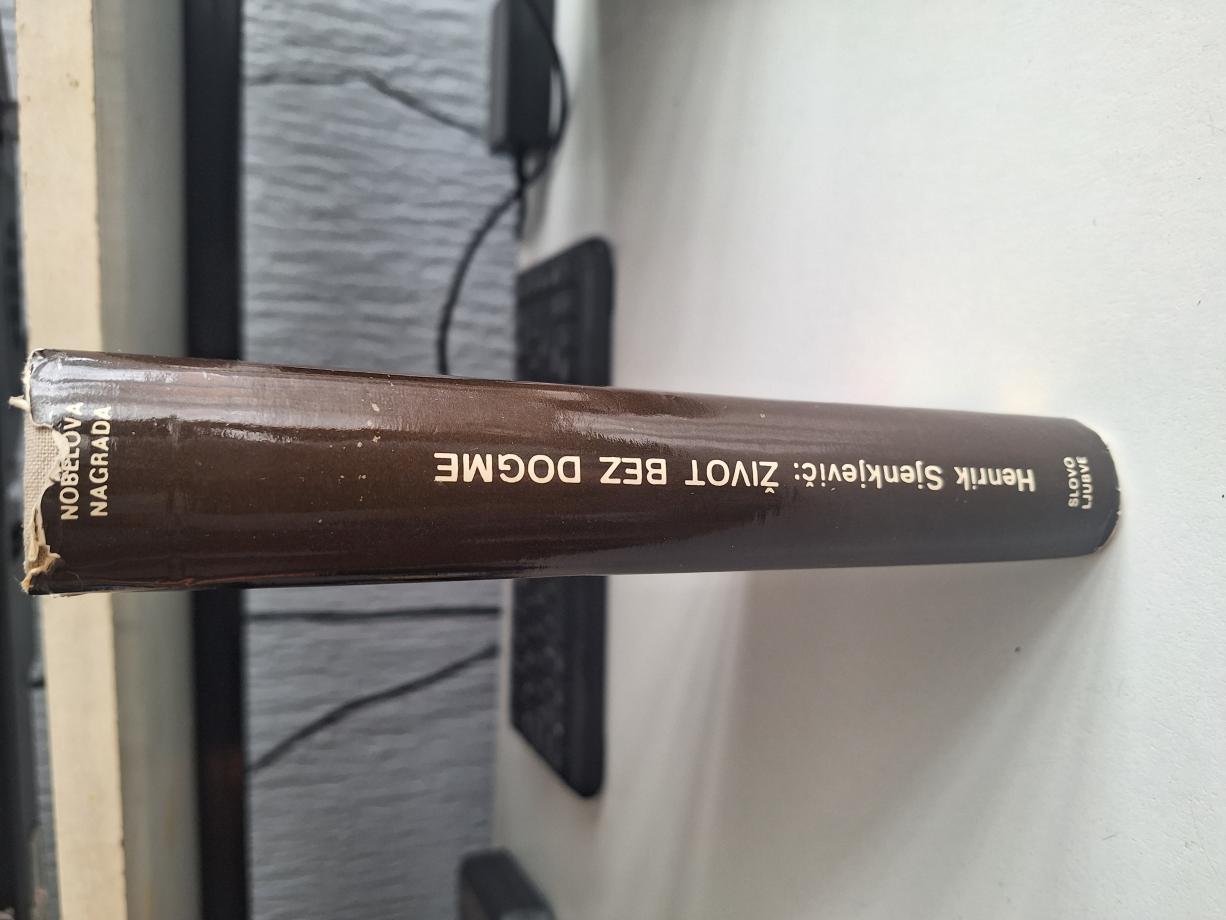 NOBELOVA
NAGRADA
Henrik Sjenkjevič: ŽIVOT BEZ DOGME
SLOVO
LJUBVE